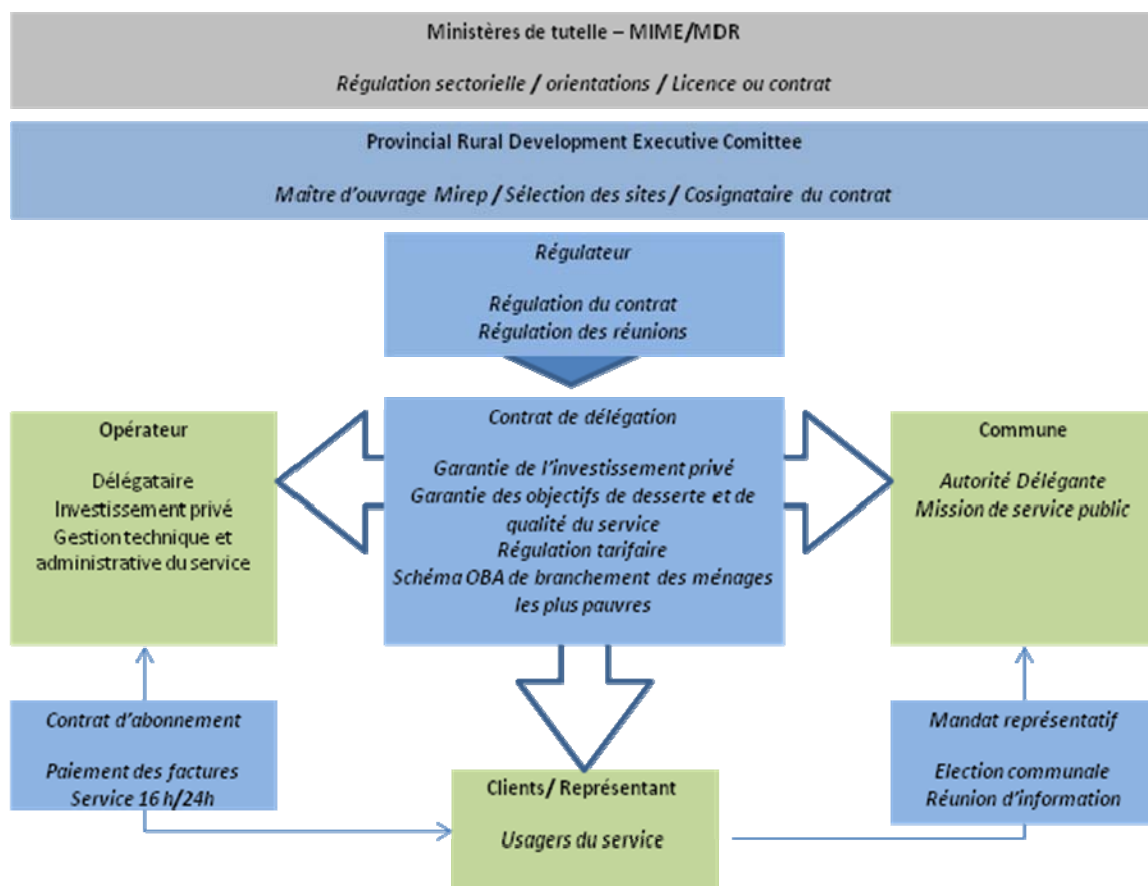 Ministères de tutelle – MIME/MDR
Régulation sectorielle / orientations / Licence ou contrat
Provincial Rural Development Executive Comittee
Maître d'ouvrage Mirep / Sélection des sites / Cosignataire du contrat
Régulateur
Régulation du contrat
Régulation des réunions
Opérateur
Délégataire
Investissement privé
Gestion technique et
administrative du service
Contrat de délégation
Garantie de l'investissement privé
Garantie des objectifs de desserte et de
qualité du service
Régulation tarifaire
Schéma OBA de branchement des ménages
les plus pauvres
Commune
Autorité Délégante
Mission de service public
Contrat d'abonnement
Paiement des factures
Service 16 h/24h
Clients/ Représentant
Usagers du service
Mandat représentatif
Election communale
Réunion d'information